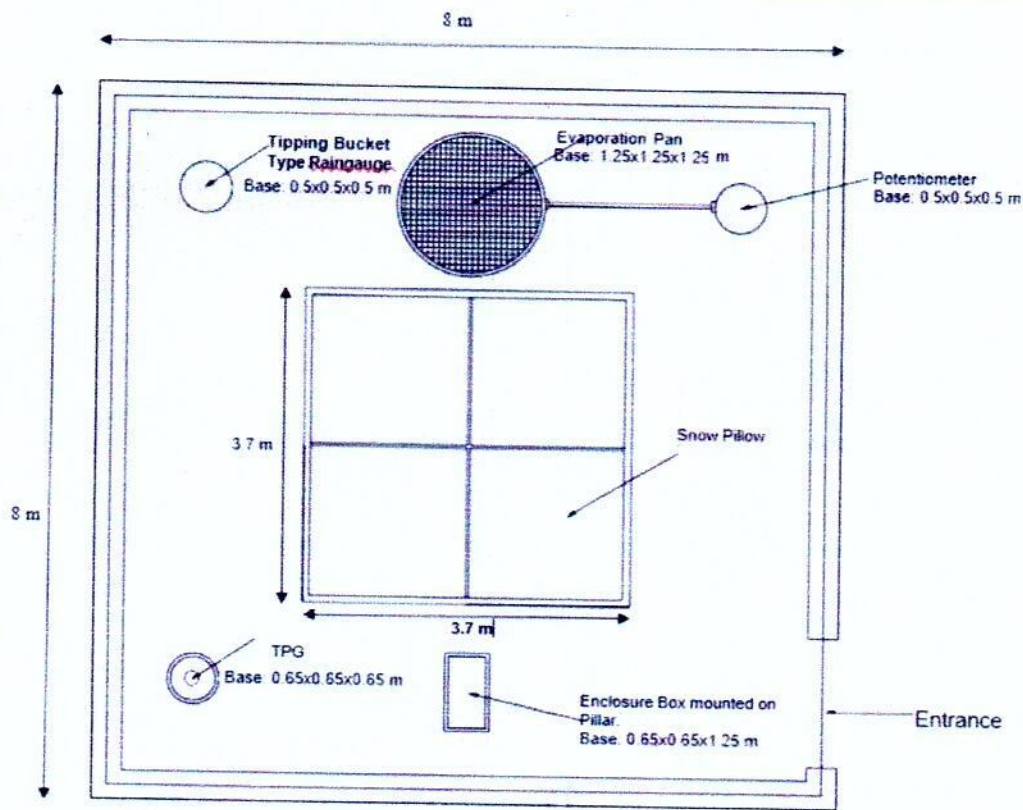 8 m
Tipping Bucket
Type Raingauge
Base: 0.5x0.5x0.5 m
Evaporation Pan
Base: 1.25x1.25x1.25 m
Potentiometer
Base: 0.5x0.5x0.5 m
3.7 m
Snow Pillow
8 m
3.7 m
TPG
Base: 0.65x0.65x0.65 m
Enclosure Box mounted on
Pillar.
Base: 0.65x0.65x1.25 m
Entrance